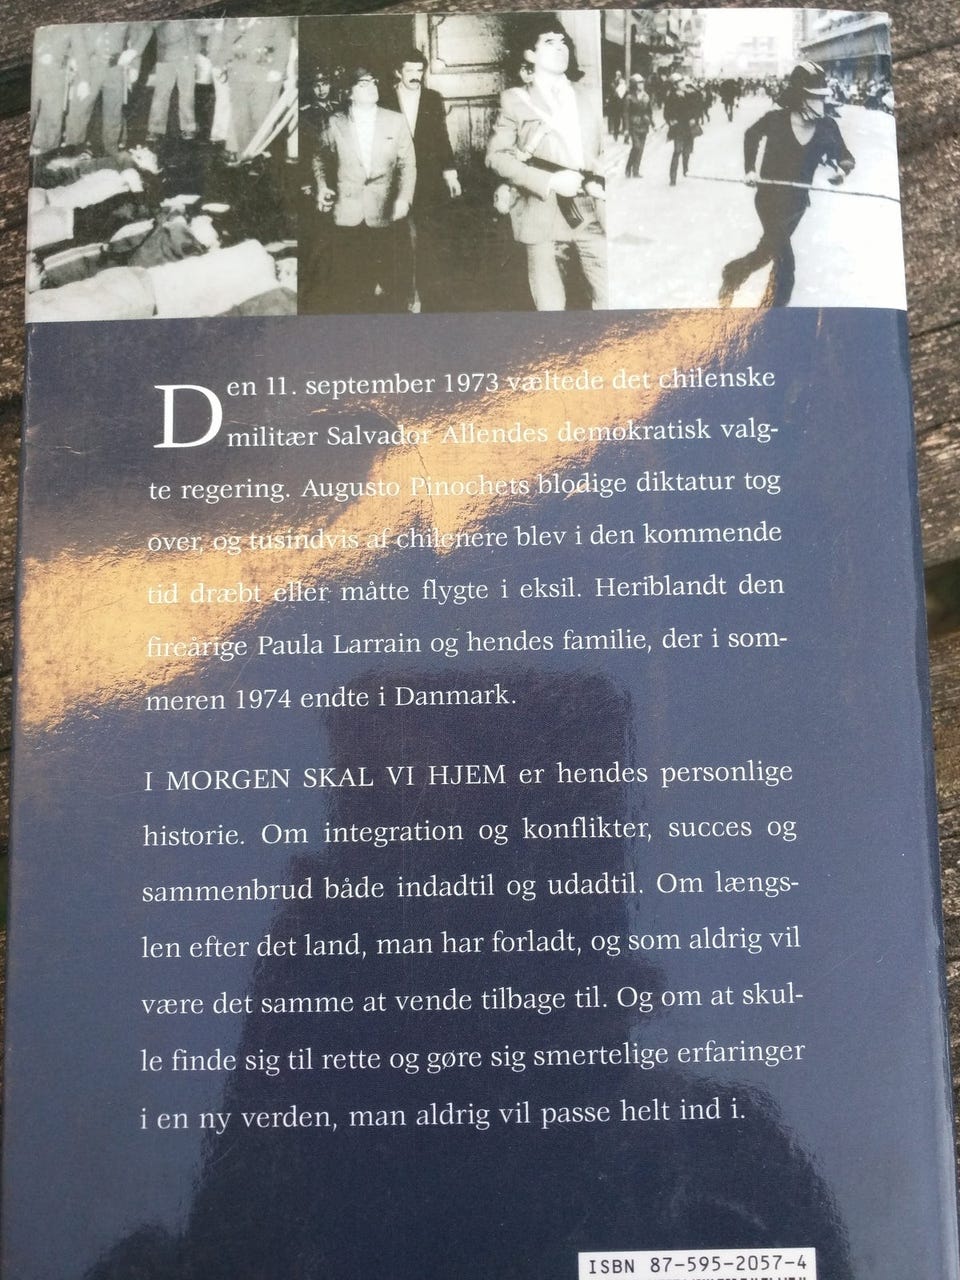 Den 11. september 1973 væltede det chilenske
militær Salvador Allendes demokratisk valg-
te regering. Augusto Pinochets blodige diktatur tog
over, og tusindvis af chilenere blev i den kommende
tid dræbt eller måtte flygte i eksil. Heriblandt den
fireårige Paula Larrain og hendes familie, der i som-
meren 1974 endte i Danmark.
I MORGEN SKAL VI HJEM er hendes personlige
historie. Om integration og konflikter, succes og
sammenbrud både indadtil og udadtil. Om længs-
len efter det land, man har forladt, og som aldrig vil
være det samme at vende tilbage til. Og om at skul-
le finde sig til rette og gøre sig smertelige erfaringer
i en ny verden, man aldrig vil passe helt ind i.
ISBN 87-595-2057-4